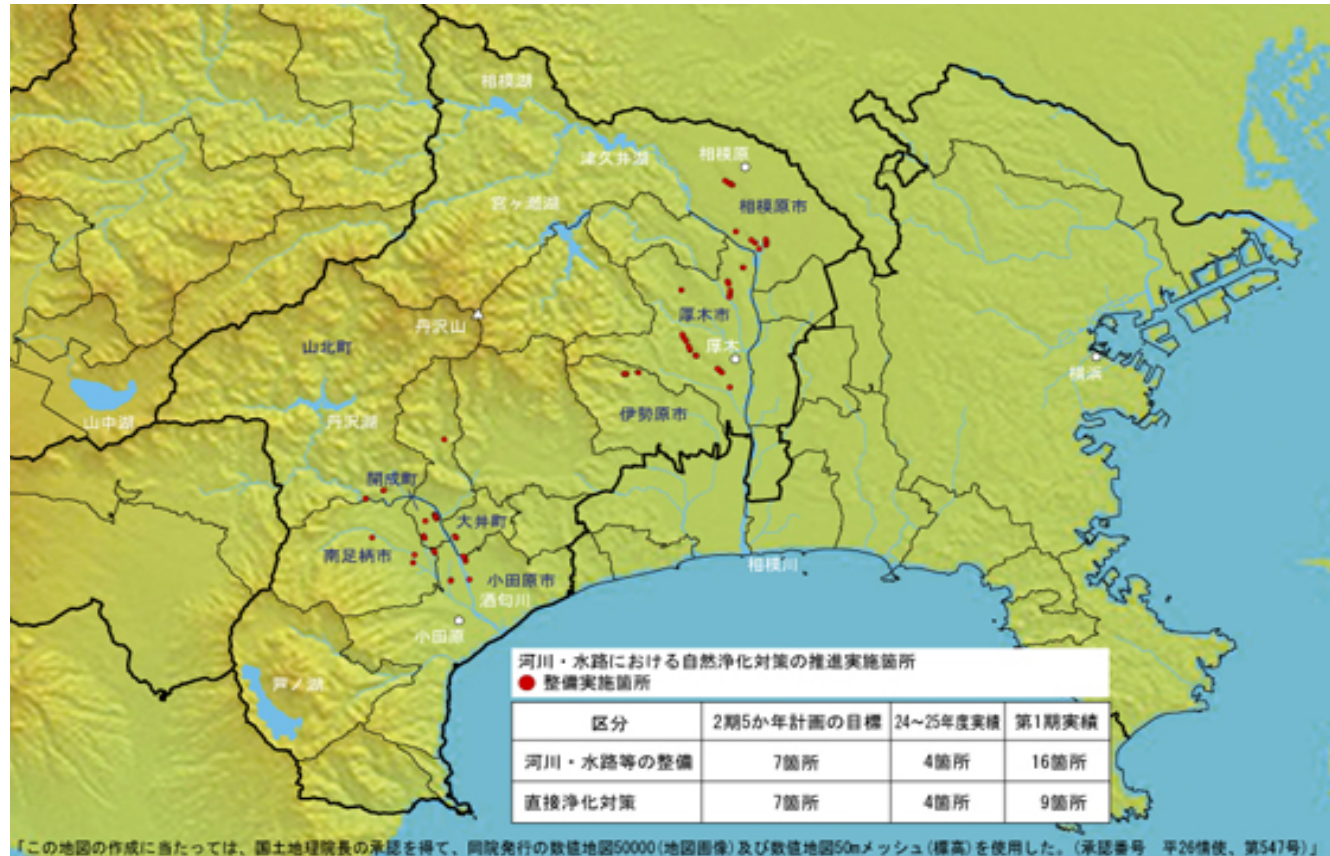 相模湖
津久井湖
相模原
宮ヶ瀬湖
相模原市
厚木市
丹沢山
厚木
山北町
横浜
山中湖
丹沢湖
伊勢原市
開成町
大井町
南足柄市
相模川
小田原市
酒匂川
小田原
芦ノ湖
河川・水路における自然浄化対策の推進実施箇所
● 整備実施箇所
区分 2期5か年計画の目標 24～25年度実績 第1期実績
河川・水路等の整備 7箇所 4箇所 16箇所
直接浄化対策 7箇所 4箇所 9箇所
「この地図の作成に当たっては、国土地理院長の承認を得て、同院発行の数値地図50000(地図画像)及び数値地図50mメッシュ(標高)を使用した。(承認番号 平26情使、第547号)」